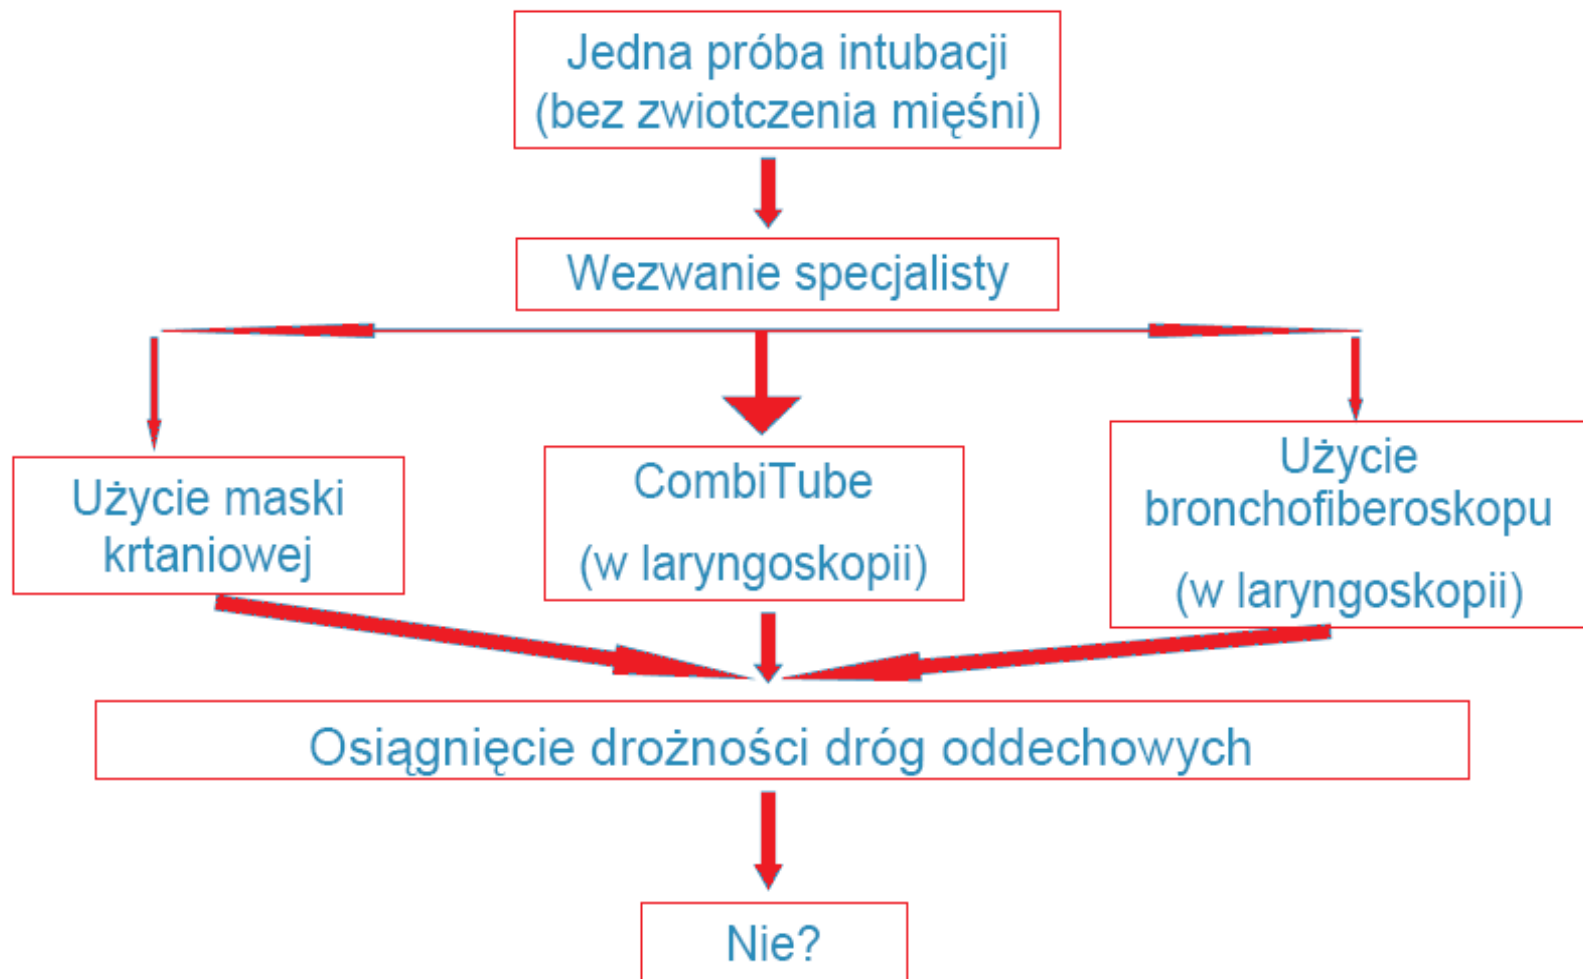 Jedna próba intubacji
(bez zwiotczenia mięśni)
Wezwanie specjalisty
Użycie maski
krtaniowej
CombiTube
(w laryngoskopii)
Użycie
bronchofiberoskopu
(w laryngoskopii)
Osiągnięcie drożności dróg oddechowych
Nie?